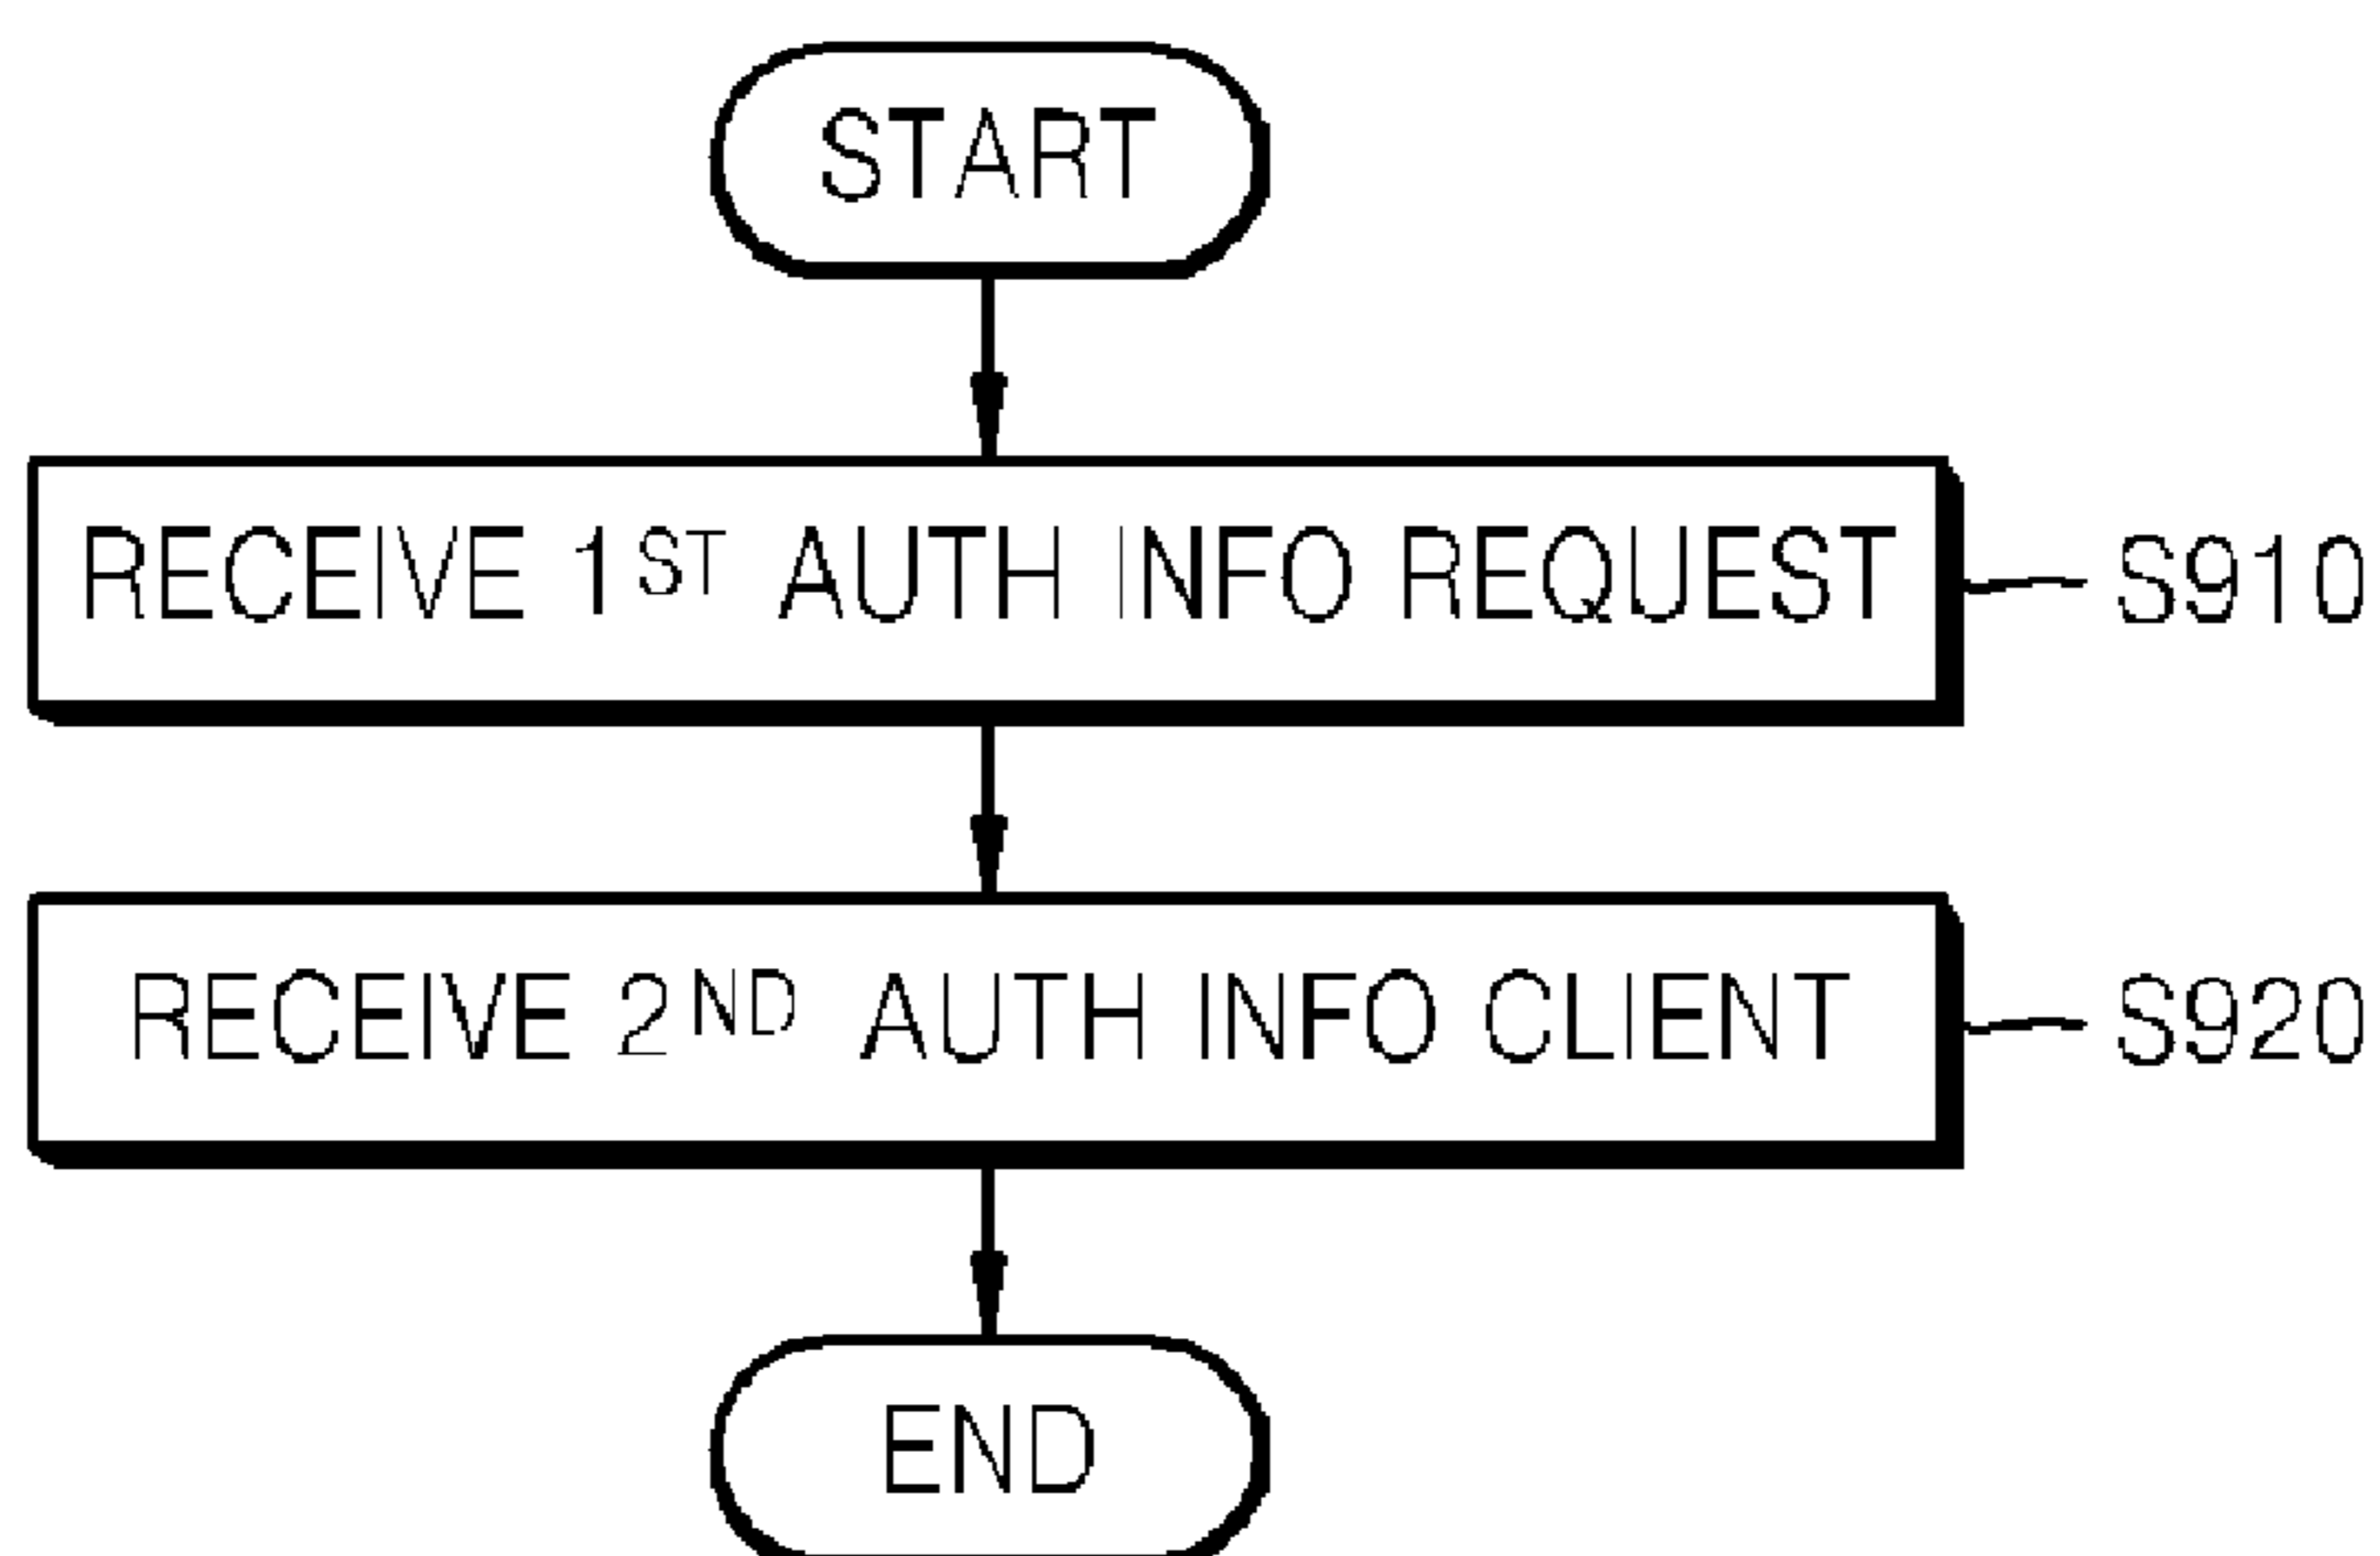 START
RECEIVE 1ST AUTH INFO REQUEST
S910
RECEIVE 2ND AUTH INFO CLIENT
S920
END